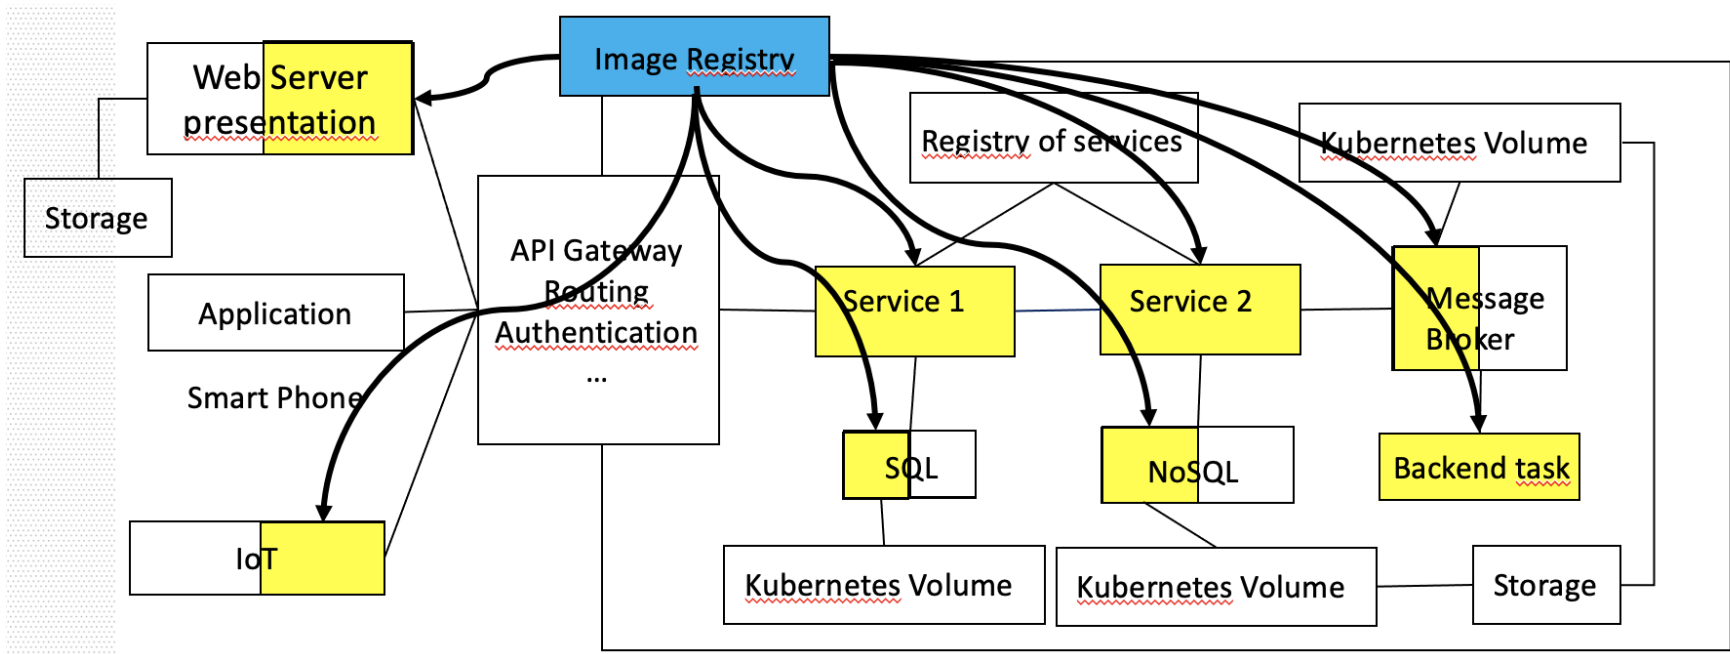 Image Registry
Web Server
presentation
Registry of services
Kubernetes Volume
Storage
API Gateway
Routing
Authentication
...
Application
Service 1
Service 2
Message
Broker
Smart Phone
SQL
NoSQL
Backend task
IoT
Kubernetes Volume
Kubernetes Volume
Storage